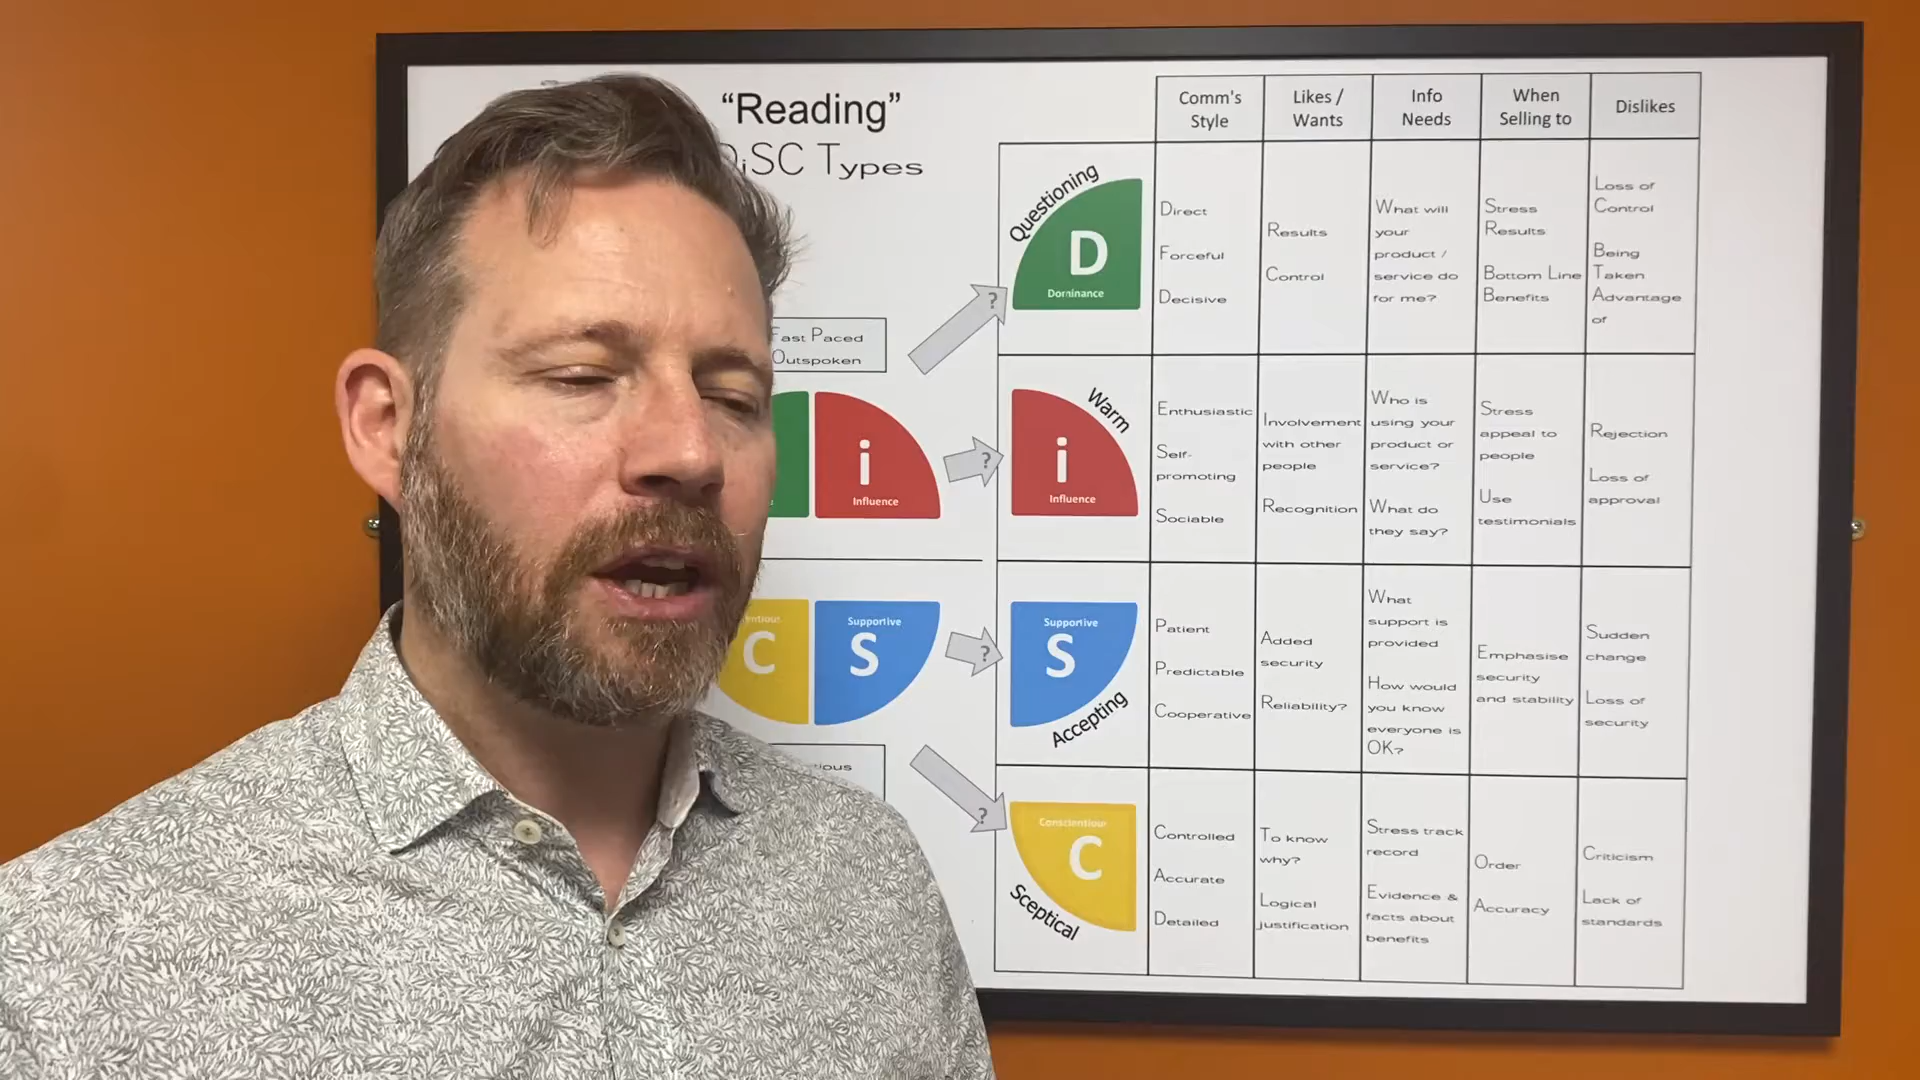 “Reading”
DiSC Types
Fast Paced
Outspoken
i
Influence
C
Supportive
S
?
?
?
?
Comm's
Style
Likes /
Wants
Info
Needs
When
Selling to
Dislikes
Questioning
D
Dominance
Direct
Forceful
Decisive
Results
Control
What will
your
product /
service do
for me?
Stress
Results
Bottom Line
Benefits
Loss of
Control
Being
Taken
Advantage
of
Warm
i
Influence
Enthusiastic
Self-
promoting
Sociable
Involvement
with other
people
Recognition
Who is
using your
product or
service?
What do
they say?
Stress
appeal to
people
Use
testimonials
Rejection
Loss of
approval
Supportive
S
Accepting
Patient
Predictable
Cooperative
Added
security
Reliability?
What
support is
provided
How would
you know
everyone is
OK?
Emphasise
security
and stability
Sudden
change
Loss of
security
Conscientiour
C
Sceptical
Controlled
Accurate
Detailed
To know
why?
Logical
justification
Stress track
record
Evidence &
facts about
benefits
Order
Accuracy
Criticism
Lack of
standards